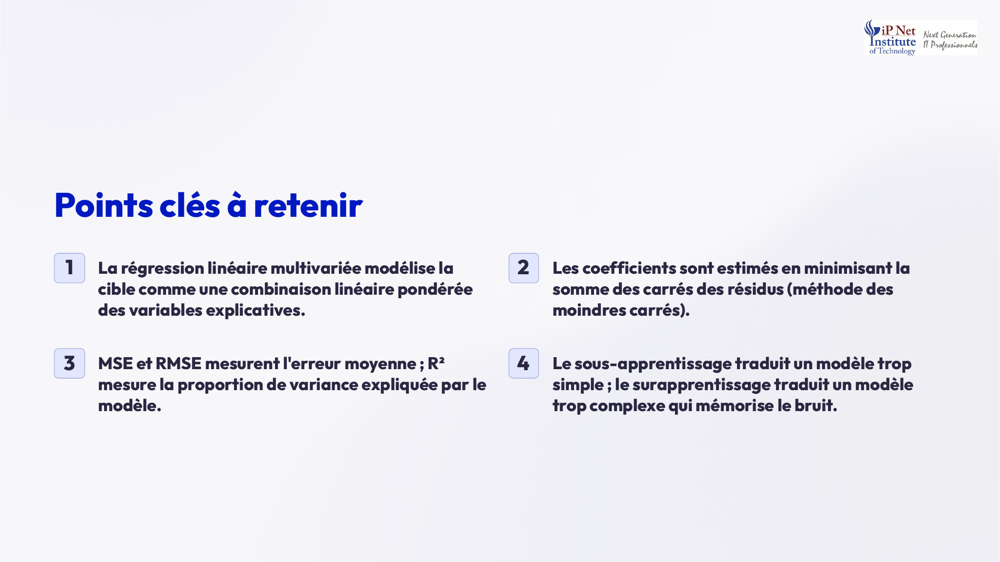 iP Net
Institute
of Technology
Next Generation
IT Professionnels
Points clés à retenir
1
La régression linéaire multivariée modélise la
cible comme une combinaison linéaire pondérée
des variables explicatives.
2
Les coefficients sont estimés en minimisant la
somme des carrés des résidus (méthode des
moindres carrés).
3
MSE et RMSE mesurent l'erreur moyenne ; R²
mesure la proportion de variance expliquée par le
modèle.
4
Le sous-apprentissage traduit un modèle trop
simple ; le surapprentissage traduit un modèle
trop complexe qui mémorise le bruit.